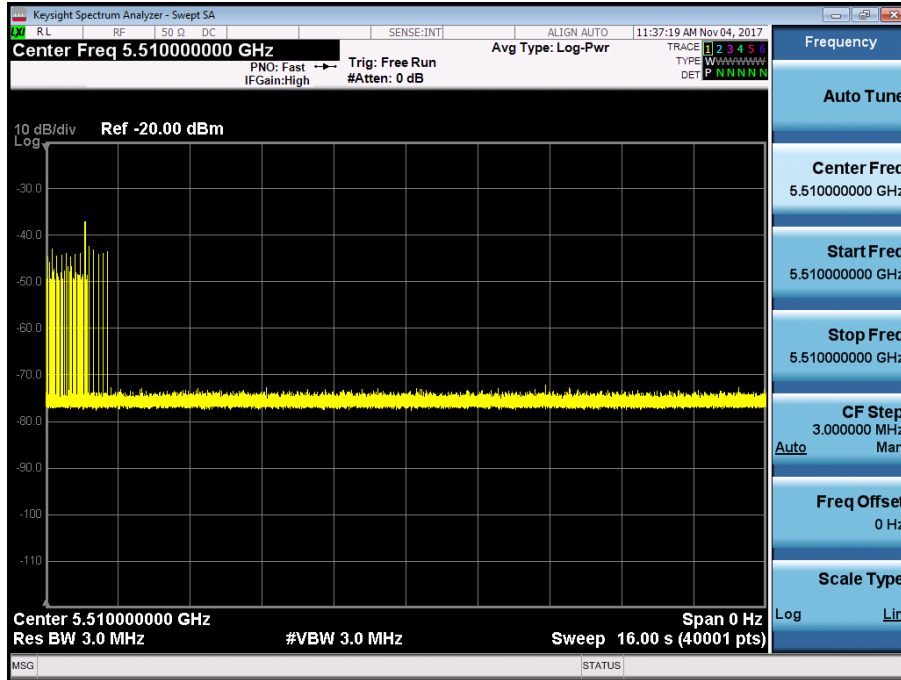 Keysight Spectrum Analyzer - Swept SA
LXI RL RF 50 Ω DC SENSE:INT ALIGN AUTO 11:37:19 AM Nov 04, 2017
Center Freq 5.510000000 GHz Avg Type: Log-Pwr TRACE 1 2 3 4 5 6
PNO: Fast Trig: Free Run TYPE WWWWWW
IFGain:High #Atten: 0 dB DET P N N N N N
10 dB/div Ref -20.00 dBm
Log
-30.0
-40.0
-50.0
-60.0
-70.0
-80.0
-90.0
-100
-110
Center 5.510000000 GHz Span 0 Hz
Res BW 3.0 MHz #VBW 3.0 MHz Sweep 16.00 s (40001 pts)
MSG STATUS
Frequency
Auto Tune
Center Freq
5.510000000 GHz
Start Freq
5.510000000 GHz
Stop Freq
5.510000000 GHz
CF Step
3.000000 MHz
Auto Man
Freq Offset
0 Hz
Scale Type
Log Lin